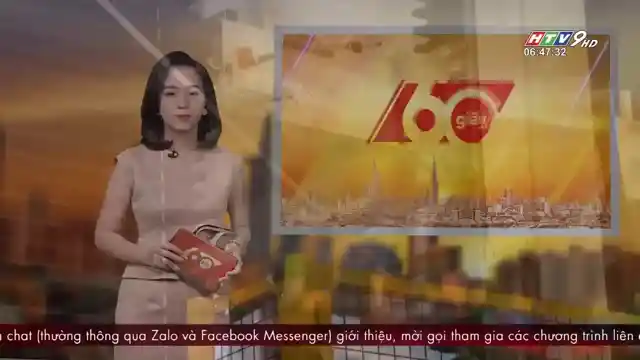 HTV9 HD
06:47:32
60
giây
60
chat (thường thông qua Zalo và Facebook Messenger) giới thiệu, mời gọi tham gia các chương trình liên